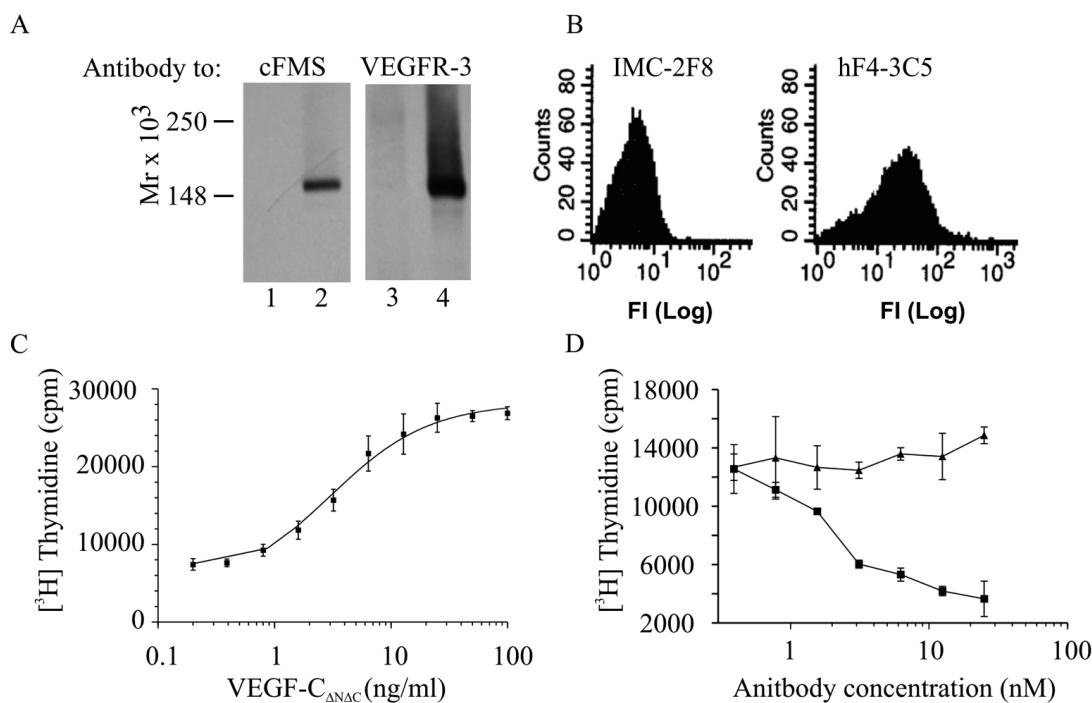 A
Antibody to:
cFMS
VEGFR-3
Mr x 10³
250
148
1 2 3 4
B
IMC-2F8
Counts
80
60
40
20
0
10⁰ 10¹ 10²
FI (Log)
hF4-3C5
Counts
80
60
40
20
0
10⁰ 10¹ 10² 10³
FI (Log)
C
[³H] Thymidine (cpm)
30000
20000
10000
0
0.1 1 10 100
VEGF-CΔNΔC (ng/ml)
D
[³H] Thymidine (cpm)
18000
14000
10000
6000
2000
1 10 100
Anitbody concentration (nM)